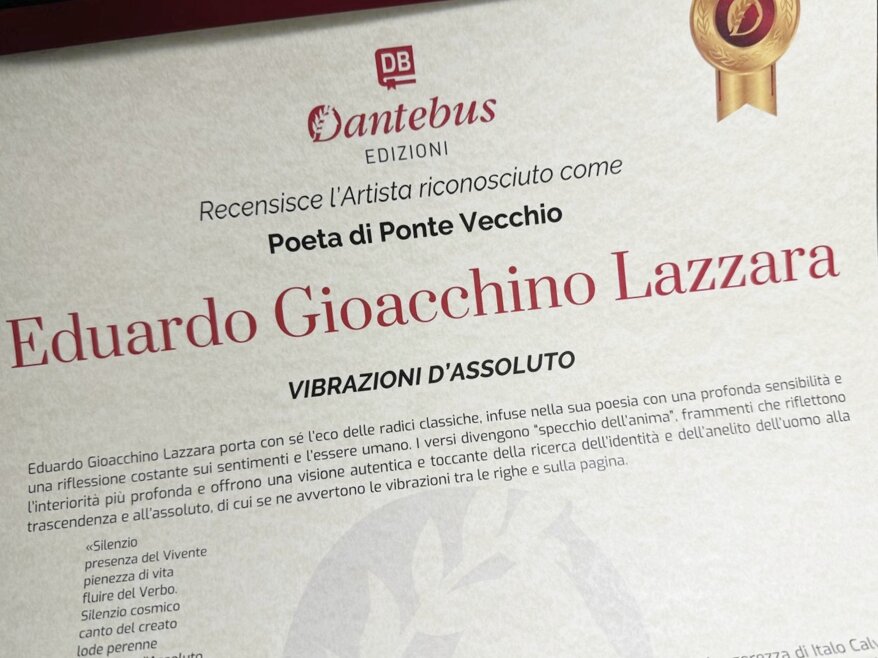 DB
Dantebus
EDIZIONI
Recensisce l'Artista riconosciuto come
Poeta di Ponte Vecchio
Eduardo Gioacchino Lazzara
VIBRAZIONI D'ASSOLUTO
Eduardo Gioacchino Lazzara porta con sé l'eco delle radici classiche, infuse nella sua poesia con una profonda sensibilità e
una riflessione costante sui sentimenti e l'essere umano. I versi divengono "specchio dell'anima", frammenti che riflettono
l'interiorità più profonda e offrono una visione autentica e toccante della ricerca dell'identità e dell'anelito dell'uomo alla
trascendenza e all'assoluto, di cui se ne avvertono le vibrazioni tra le righe e sulla pagina.
«Silenzio
presenza del Vivente
pienezza di vita
fluire del Verbo.
Silenzio cosmico
canto del creato
lode perenne
di Italo